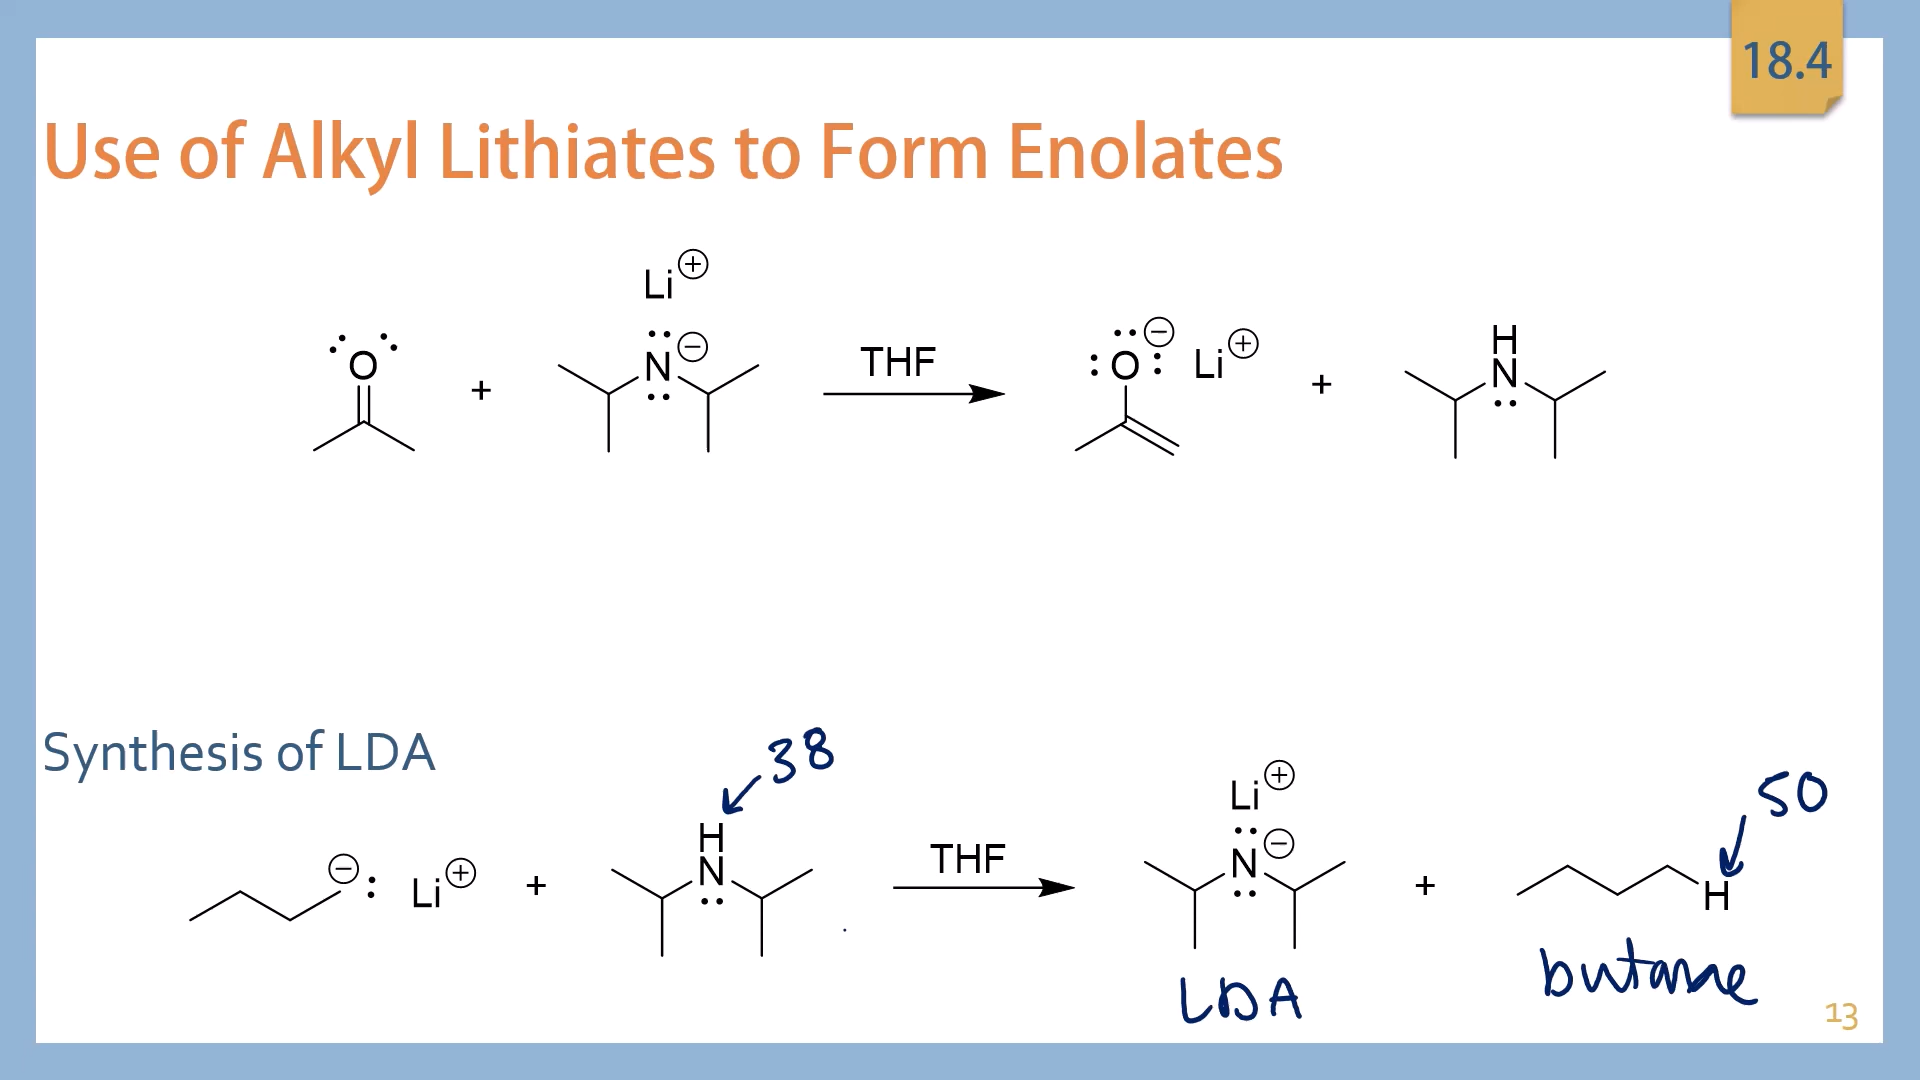 18.4
Use of Alkyl Lithiates to Form Enolates
Li ⊕
O + N ⊖ THF O ⊖ Li ⊕ + H N
Synthesis of LDA
38
50
⊖ : Li ⊕ + H N THF Li ⊕ N ⊖ + H
LDA butane
13